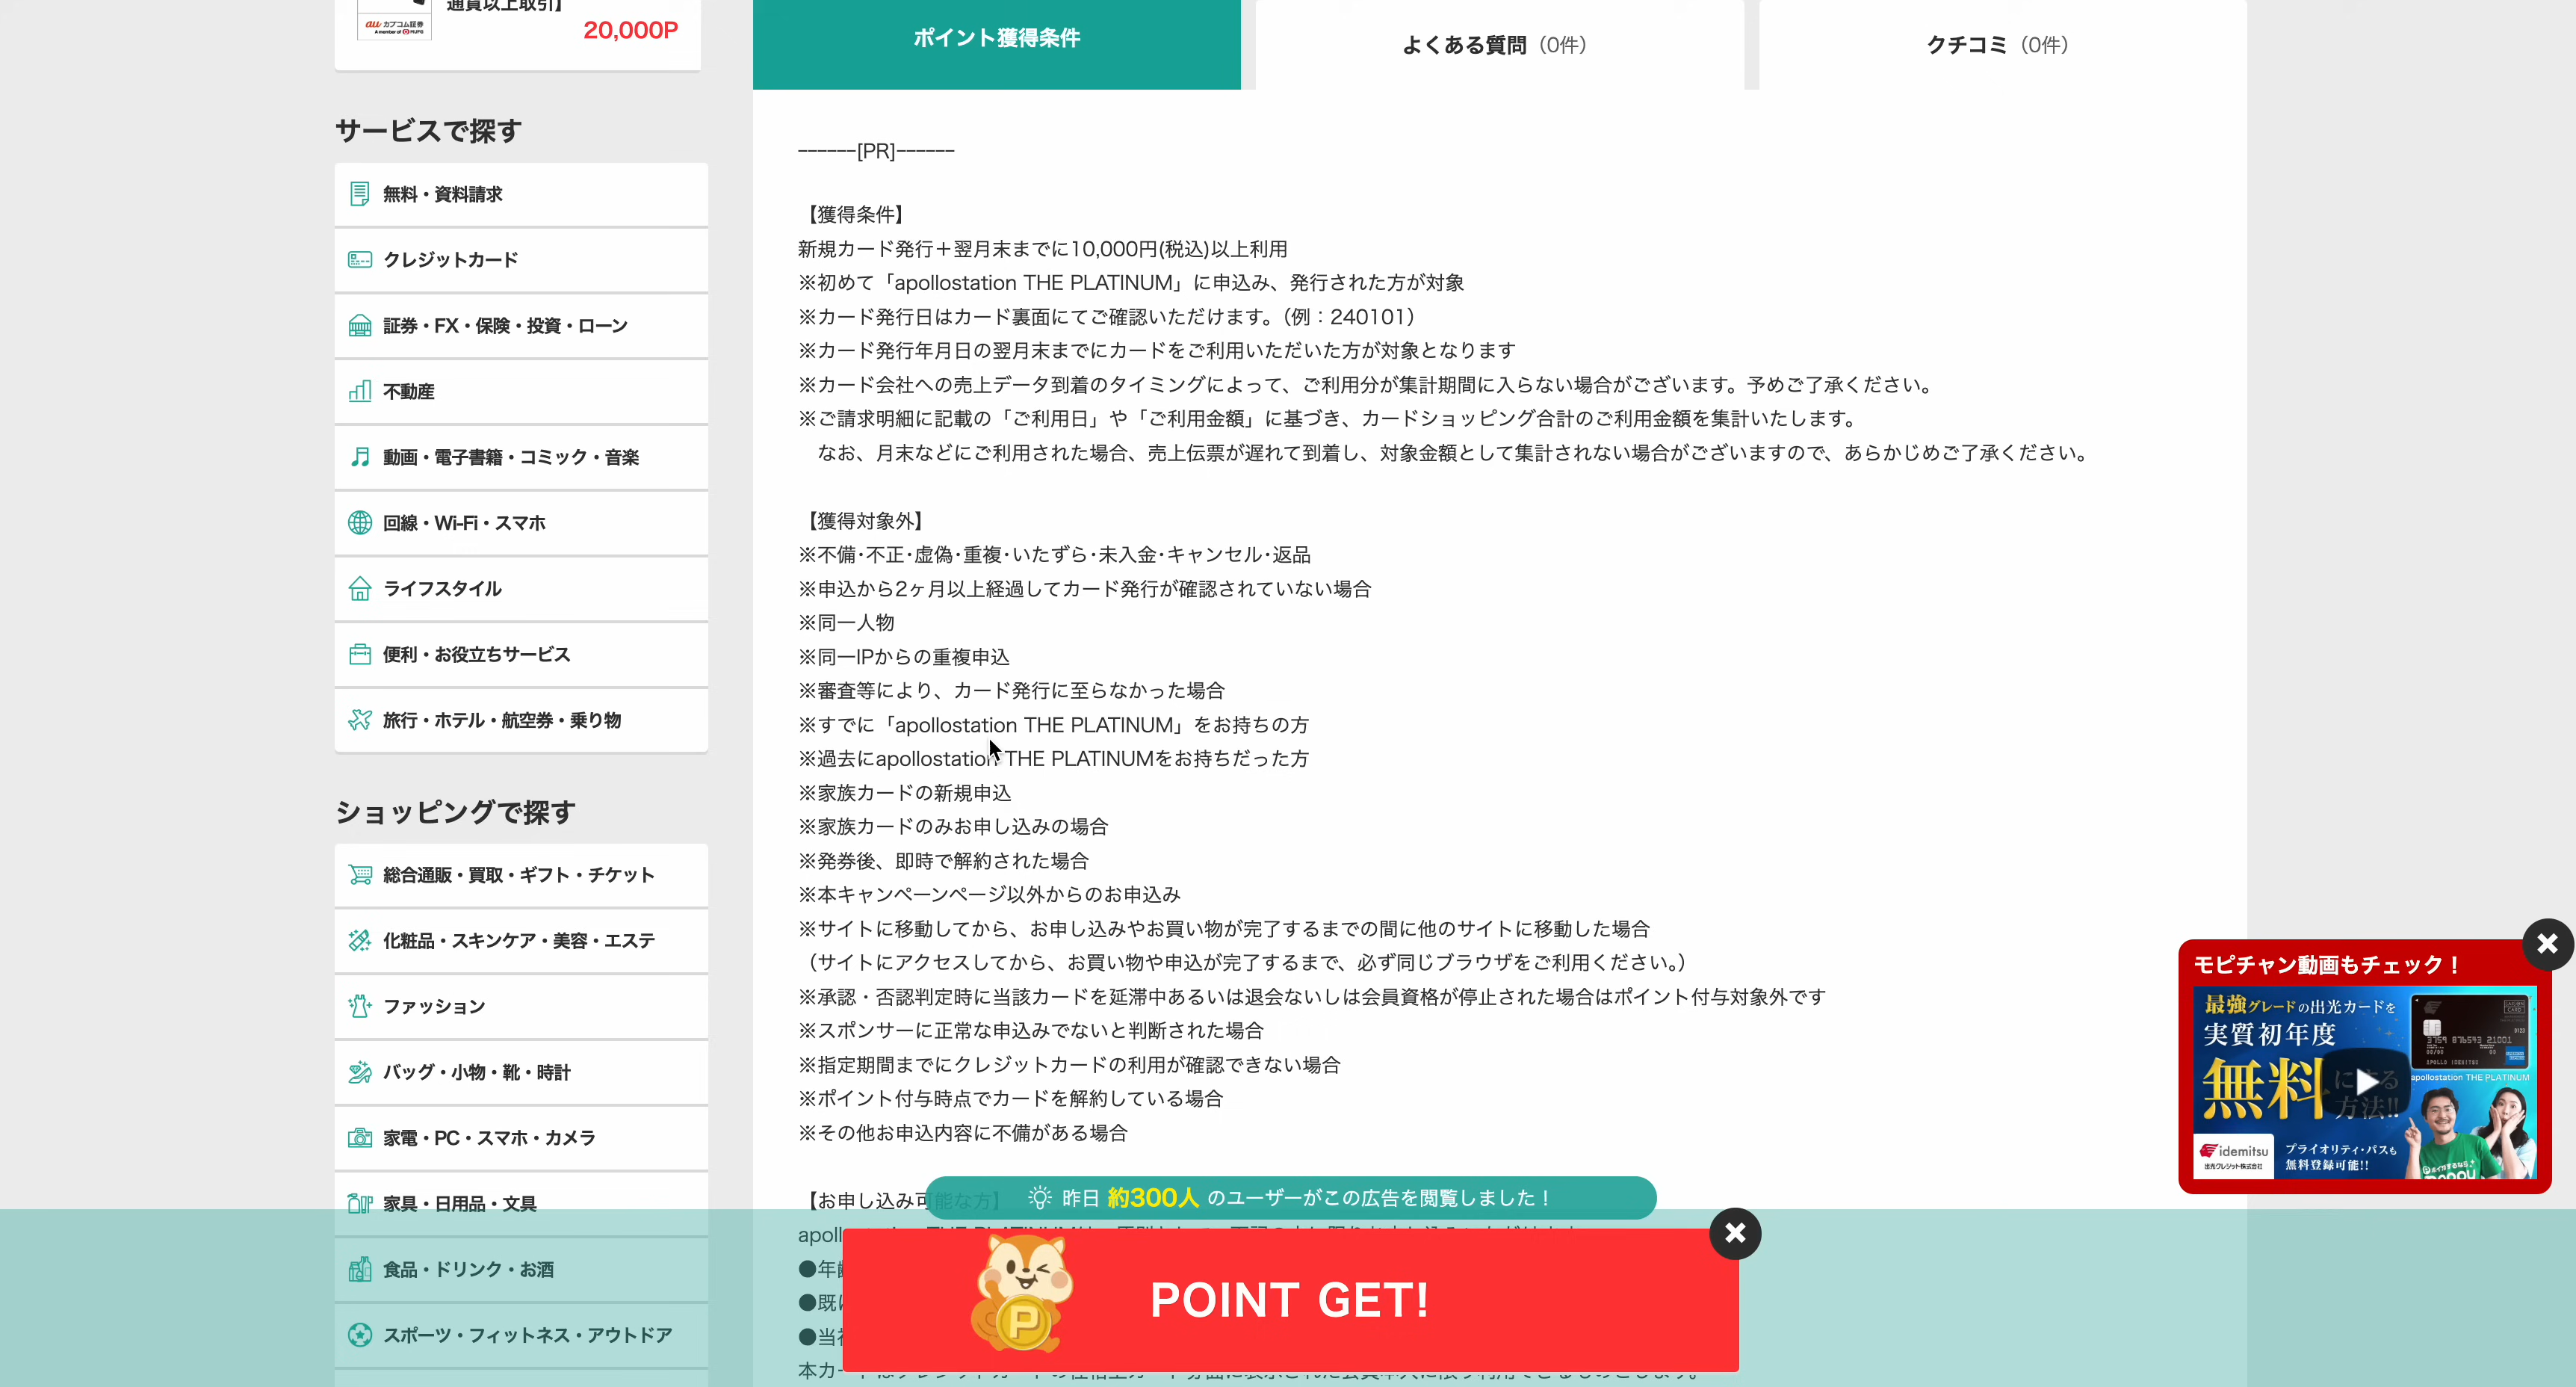 通貨以上取引】
au カブコム証券
A member of MUFG
20,000P
サービスで探す
無料・資料請求
クレジットカード
証券・FX・保険・投資・ローン
不動産
動画・電子書籍・コミック・音楽
回線・Wi-Fi・スマホ
ライフスタイル
便利・お役立ちサービス
旅行・ホテル・航空券・乗り物
ショッピングで探す
総合通販・買取・ギフト・チケット
化粧品・スキンケア・美容・エステ
ファッション
バッグ・小物・靴・時計
家電・PC・スマホ・カメラ
家具・日用品・文具
食品・ドリンク・お酒
スポーツ・フィットネス・アウトドア
ポイント獲得条件
よくある質問（0件）
クチコミ（0件）
------[PR]------
【獲得条件】
新規カード発行＋翌月末までに10,000円(税込)以上利用
※初めて「apollostation THE PLATINUM」に申込み、発行された方が対象
※カード発行日はカード裏面にてご確認いただけます。（例：240101）
※カード発行年月日の翌月末までにカードをご利用いただいた方が対象となります
※カード会社への売上データ到着のタイミングによって、ご利用分が集計期間に入らない場合がございます。予めご了承ください。
※ご請求明細に記載の「ご利用日」や「ご利用金額」に基づき、カードショッピング合計のご利用金額を集計いたします。
なお、月末などにご利用された場合、売上伝票が遅れて到着し、対象金額として集計されない場合がございますので、あらかじめご了承ください。
【獲得対象外】
※不備･不正･虚偽･重複･いたずら･未入金･キャンセル･返品
※申込から2ヶ月以上経過してカード発行が確認されていない場合
※同一人物
※同一IPからの重複申込
※審査等により、カード発行に至らなかった場合
※すでに「apollostation THE PLATINUM」をお持ちの方
※過去にapollostation THE PLATINUMをお持ちだった方
※家族カードの新規申込
※家族カードのみお申し込みの場合
※発券後、即時で解約された場合
※本キャンペーンページ以外からのお申込み
※サイトに移動してから、お申し込みやお買い物が完了するまでの間に他のサイトに移動した場合
（サイトにアクセスしてから、お買い物や申込が完了するまで、必ず同じブラウザをご利用ください。）
※承認・否認判定時に当該カードを延滞中あるいは退会ないしは会員資格が停止された場合はポイント付与対象外です
※スポンサーに正常な申込みでないと判断された場合
※指定期間までにクレジットカードの利用が確認できない場合
※ポイント付与時点でカードを解約している場合
※その他お申込内容に不備がある場合
【お申し込み可能な方】
昨日 約300人 のユーザーがこの広告を閲覧しました！
apoll
●年
●既
●当
本カ
POINT GET!
モピチャン動画もチェック！
最強グレードの出光カードを
実質初年度
無料にする
方法!!
apollostation THE PLATINUM
idemitsu
出光クレジット株式会社
プライオリティ・パスも
無料登録可能!!